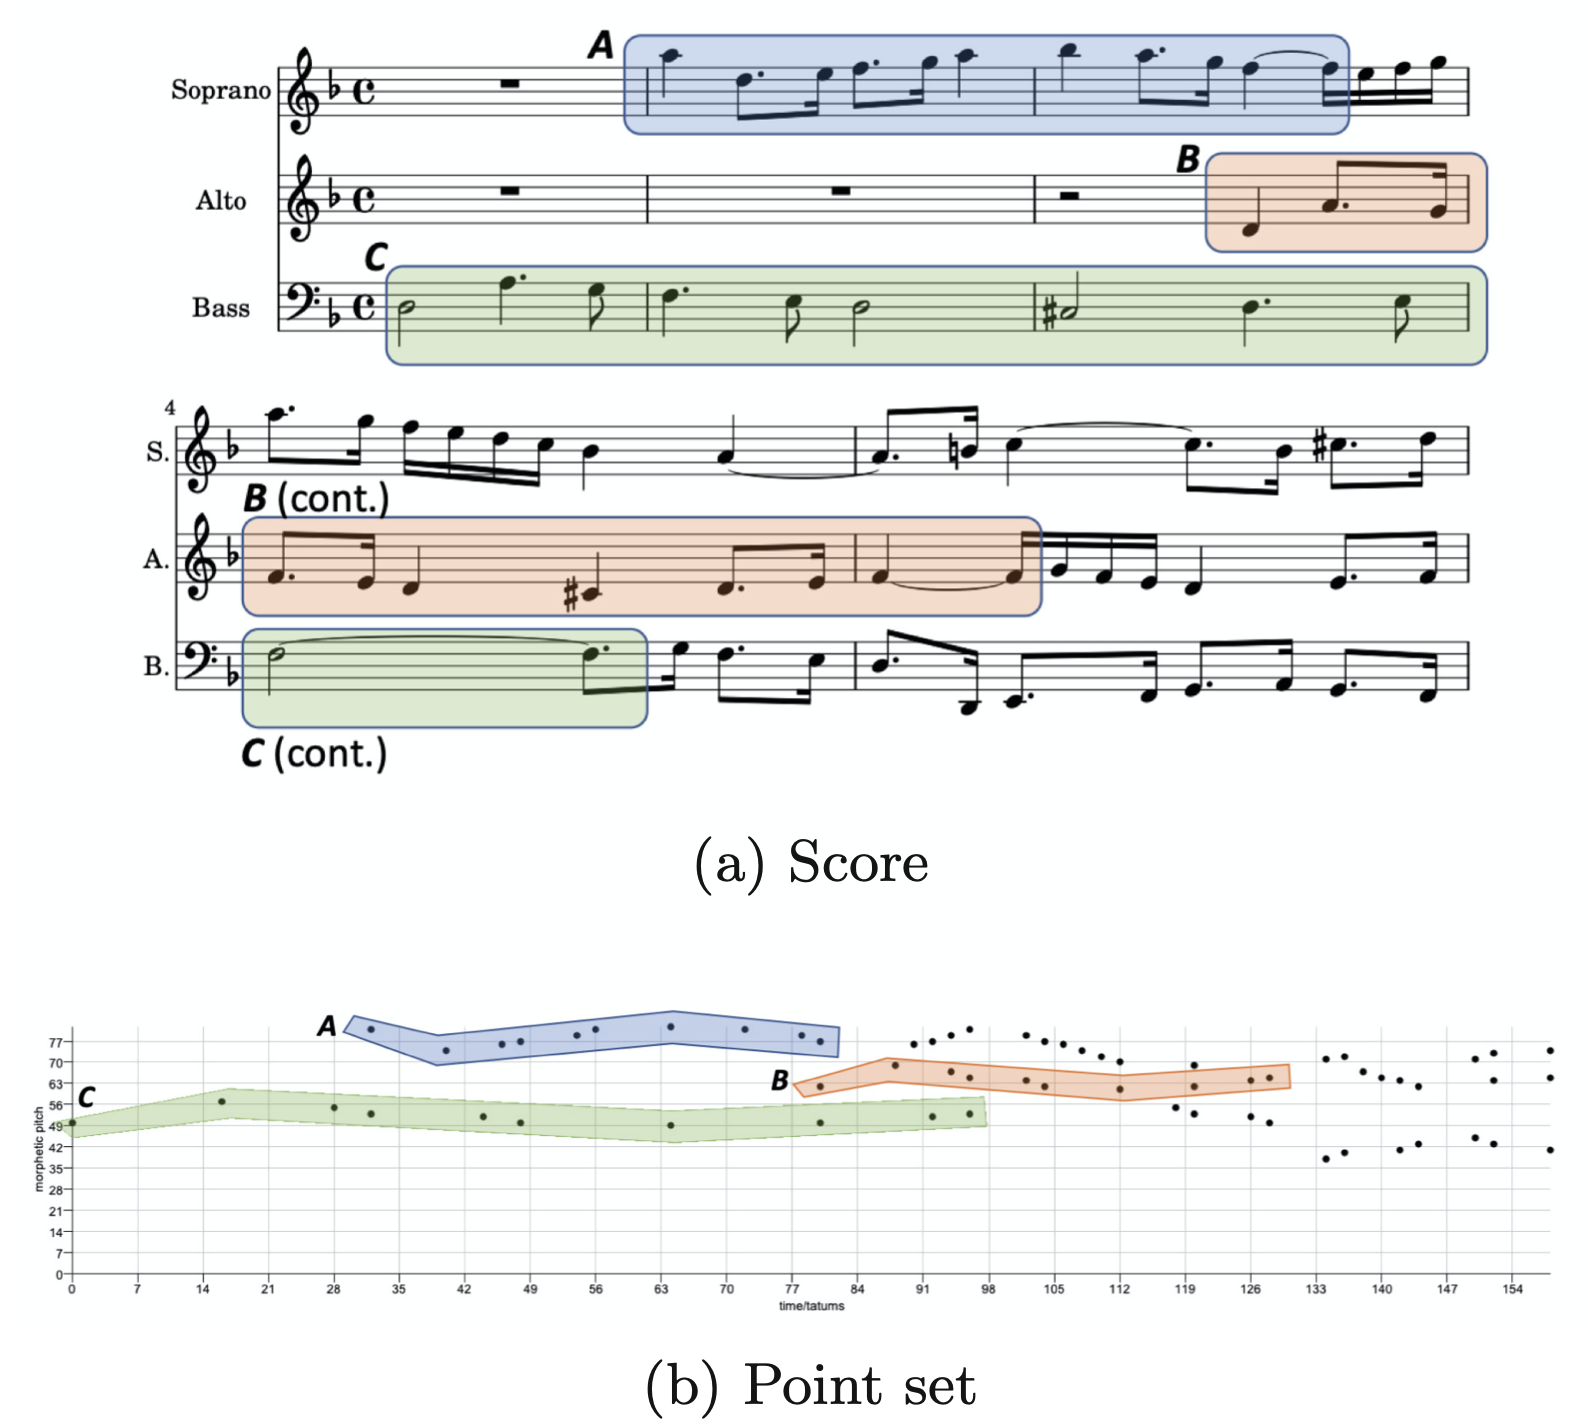 A
Soprano
B
Alto
C
Bass
4
S.
B (cont.)
A.
B.
C (cont.)
(a) Score
A
77
70
B
63
C
56
49
42
35
28
21
14
7
0
morphetic pitch
0 7 14 21 28 35 42 49 56 63 70 77 84 91 98 105 112 119 126 133 140 147 154
time/tatums
(b) Point set